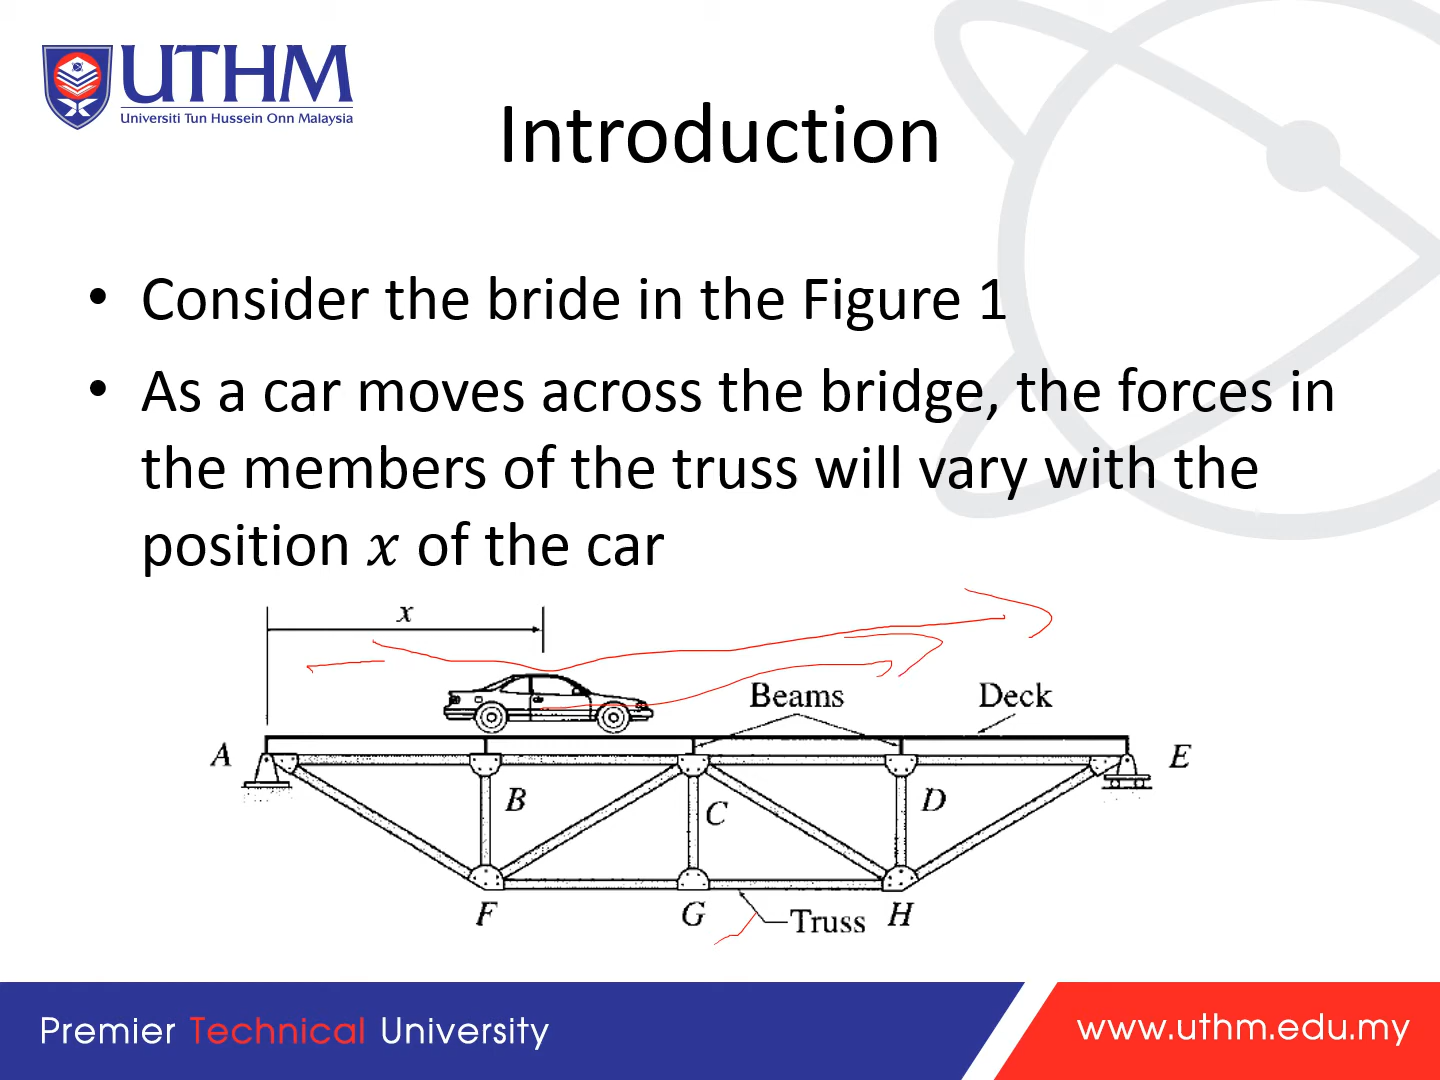 UTHM
Universiti Tun Hussein Onn Malaysia
Introduction
• Consider the bride in the Figure 1
• As a car moves across the bridge, the forces in
the members of the truss will vary with the
position x of the car
x
Beams
Deck
A
E
B
C
D
F
G
Truss
H
Premier Technical University
www.uthm.edu.my